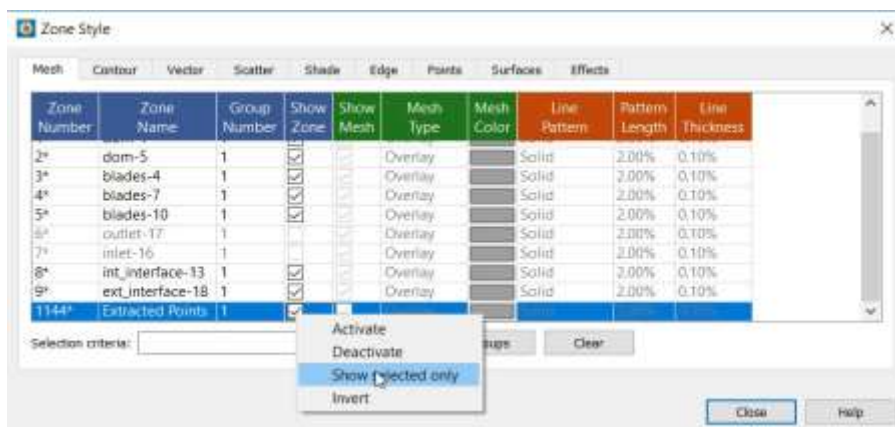 Zone Style
Mesh Contour Vector Scatter Shade Edge Points Surfaces Effects
Zone Number Zone Name Group Number Show Zone Show Mesh Mesh Type Mesh Color Line Pattern Pattern Length Line Thickness
2* dom-5 1 Overlay Solid 2.00% 0.10%
3* blades-4 1 Overlay Solid 2.00% 0.10%
4* blades-7 1 Overlay Solid 2.00% 0.10%
5* blades-10 1 Overlay Solid 2.00% 0.10%
6* outlet-17 1 Overlay Solid 2.00% 0.10%
7* inlet-16 1 Overlay Solid 2.00% 0.10%
8* int_interface-13 1 Overlay Solid 2.00% 0.10%
9* ext_interface-18 1 Overlay Solid 2.00% 0.10%
1144* Extracted Points 1
Selection criteria: Clear
Activate
Deactivate
Show selected only
Invert
Close Help